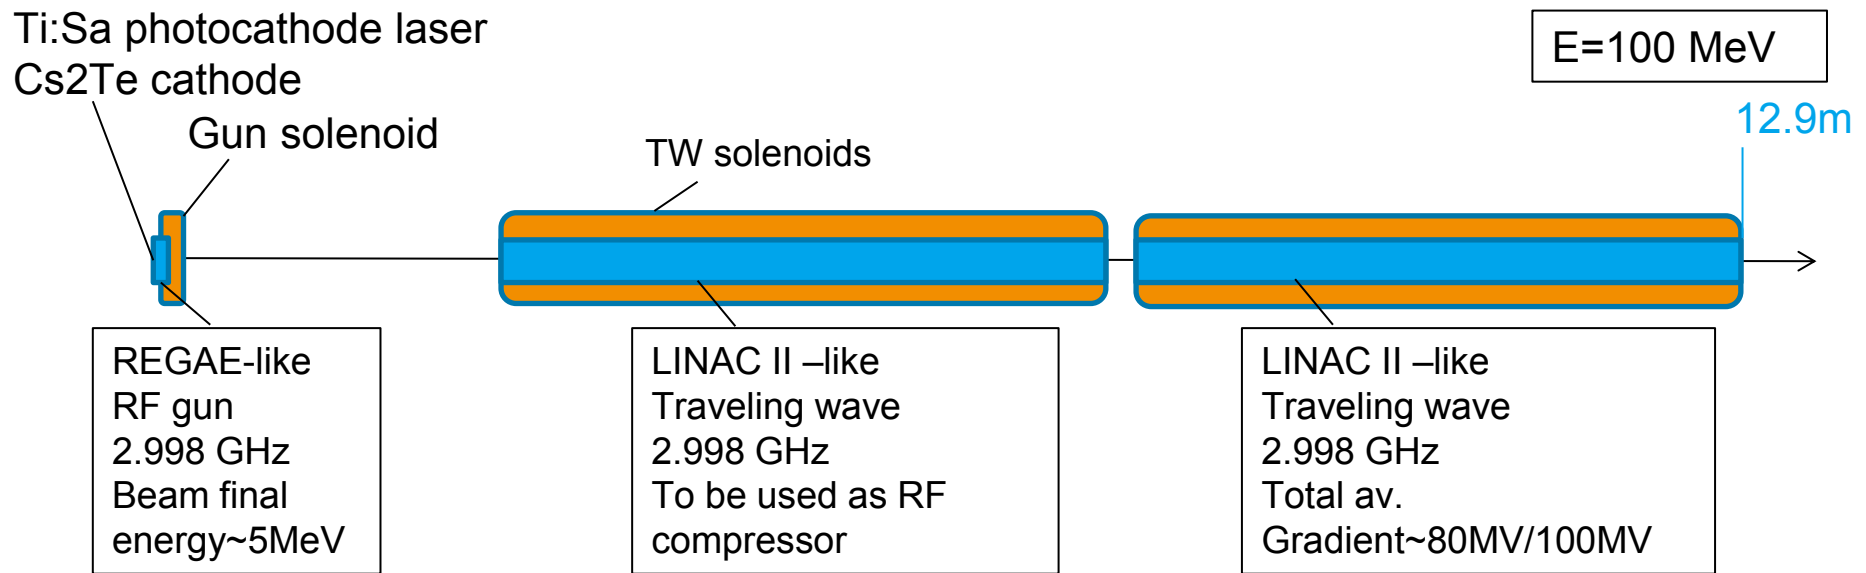 Ti:Sa photocathode laser
Cs2Te cathode
Gun solenoid
TW solenoids
E=100 MeV
12.9m
REGAE-like
RF gun
2.998 GHz
Beam final
energy~5MeV
LINAC II –like
Traveling wave
2.998 GHz
To be used as RF
compressor
LINAC II –like
Traveling wave
2.998 GHz
Total av.
Gradient~80MV/100MV